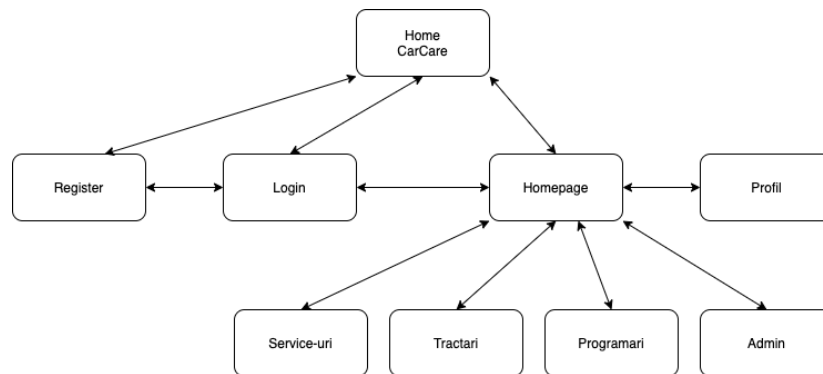 Home
CarCare
Register
Login
Homepage
Profil
Service-uri
Tractari
Programari
Admin